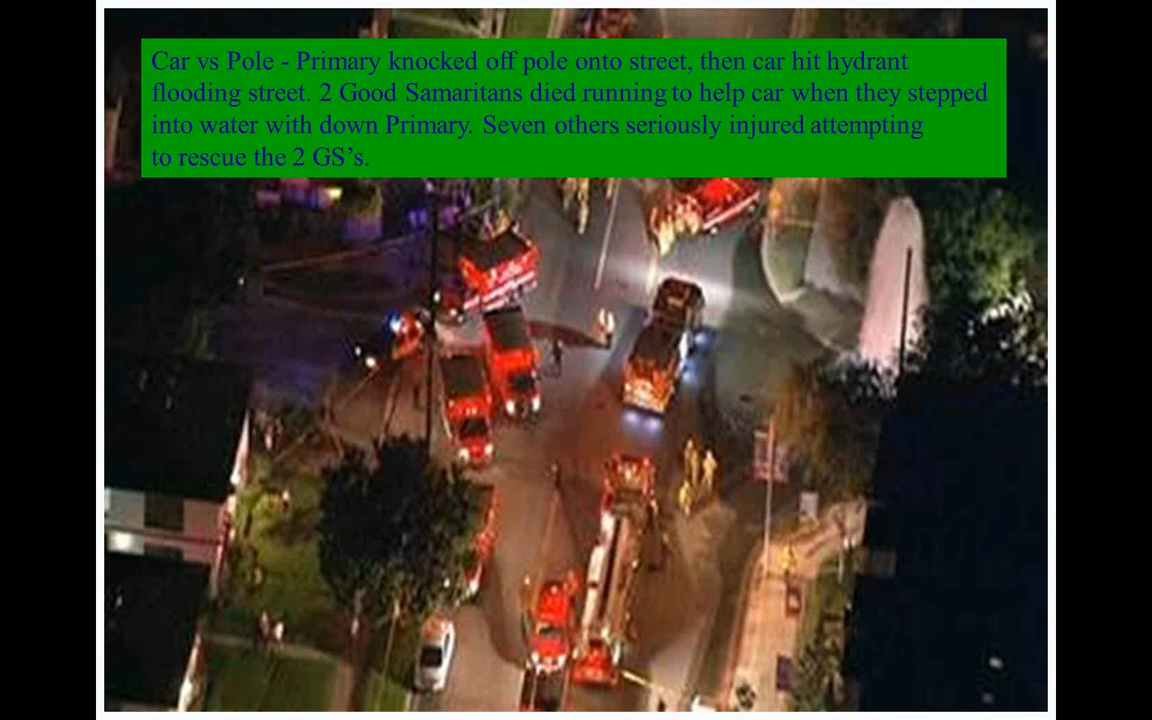 Car vs Pole - Primary knocked off pole onto street, then car hit hydrant
flooding street. 2 Good Samaritans died running to help car when they stepped
into water with down Primary. Seven others seriously injured attempting
to rescue the 2 GS’s.